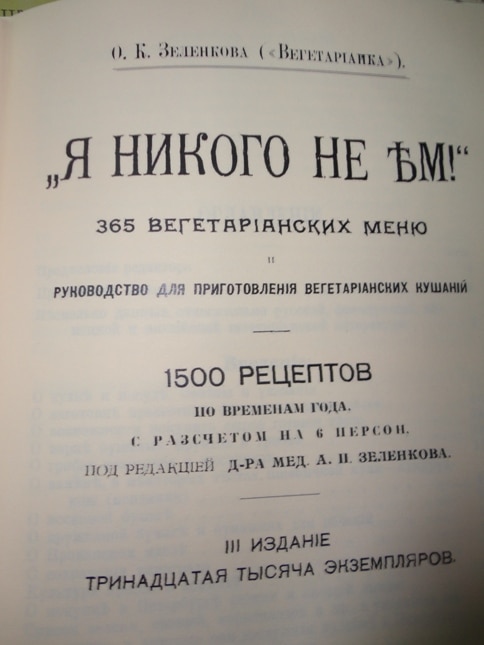 О. К. Зеленкова („Вегетаріанка“).
„Я НИКОГО НЕ ѢМ!“
365 ВЕГЕТАРІАНСКИХ МЕНЮ
и
РУКОВОДСТВО ДЛЯ ПРИГОТОВЛЕНІЯ ВЕГЕТАРІАНСКИХ КУШАНІЙ
1500 РЕЦЕПТОВ
ПО ВРЕМЕНАМ ГОДА,
С РАЗСЧЕТОМ НА 6 ПЕРСОН,
ПОД РЕДАКЦІЕЙ Д-РА МЕД. А. П. ЗЕЛЕНКОВА.
III ИЗДАНІЕ
ТРИНАДЦАТАЯ ТЫСЯЧА ЭКЗЕМПЛЯРОВ.